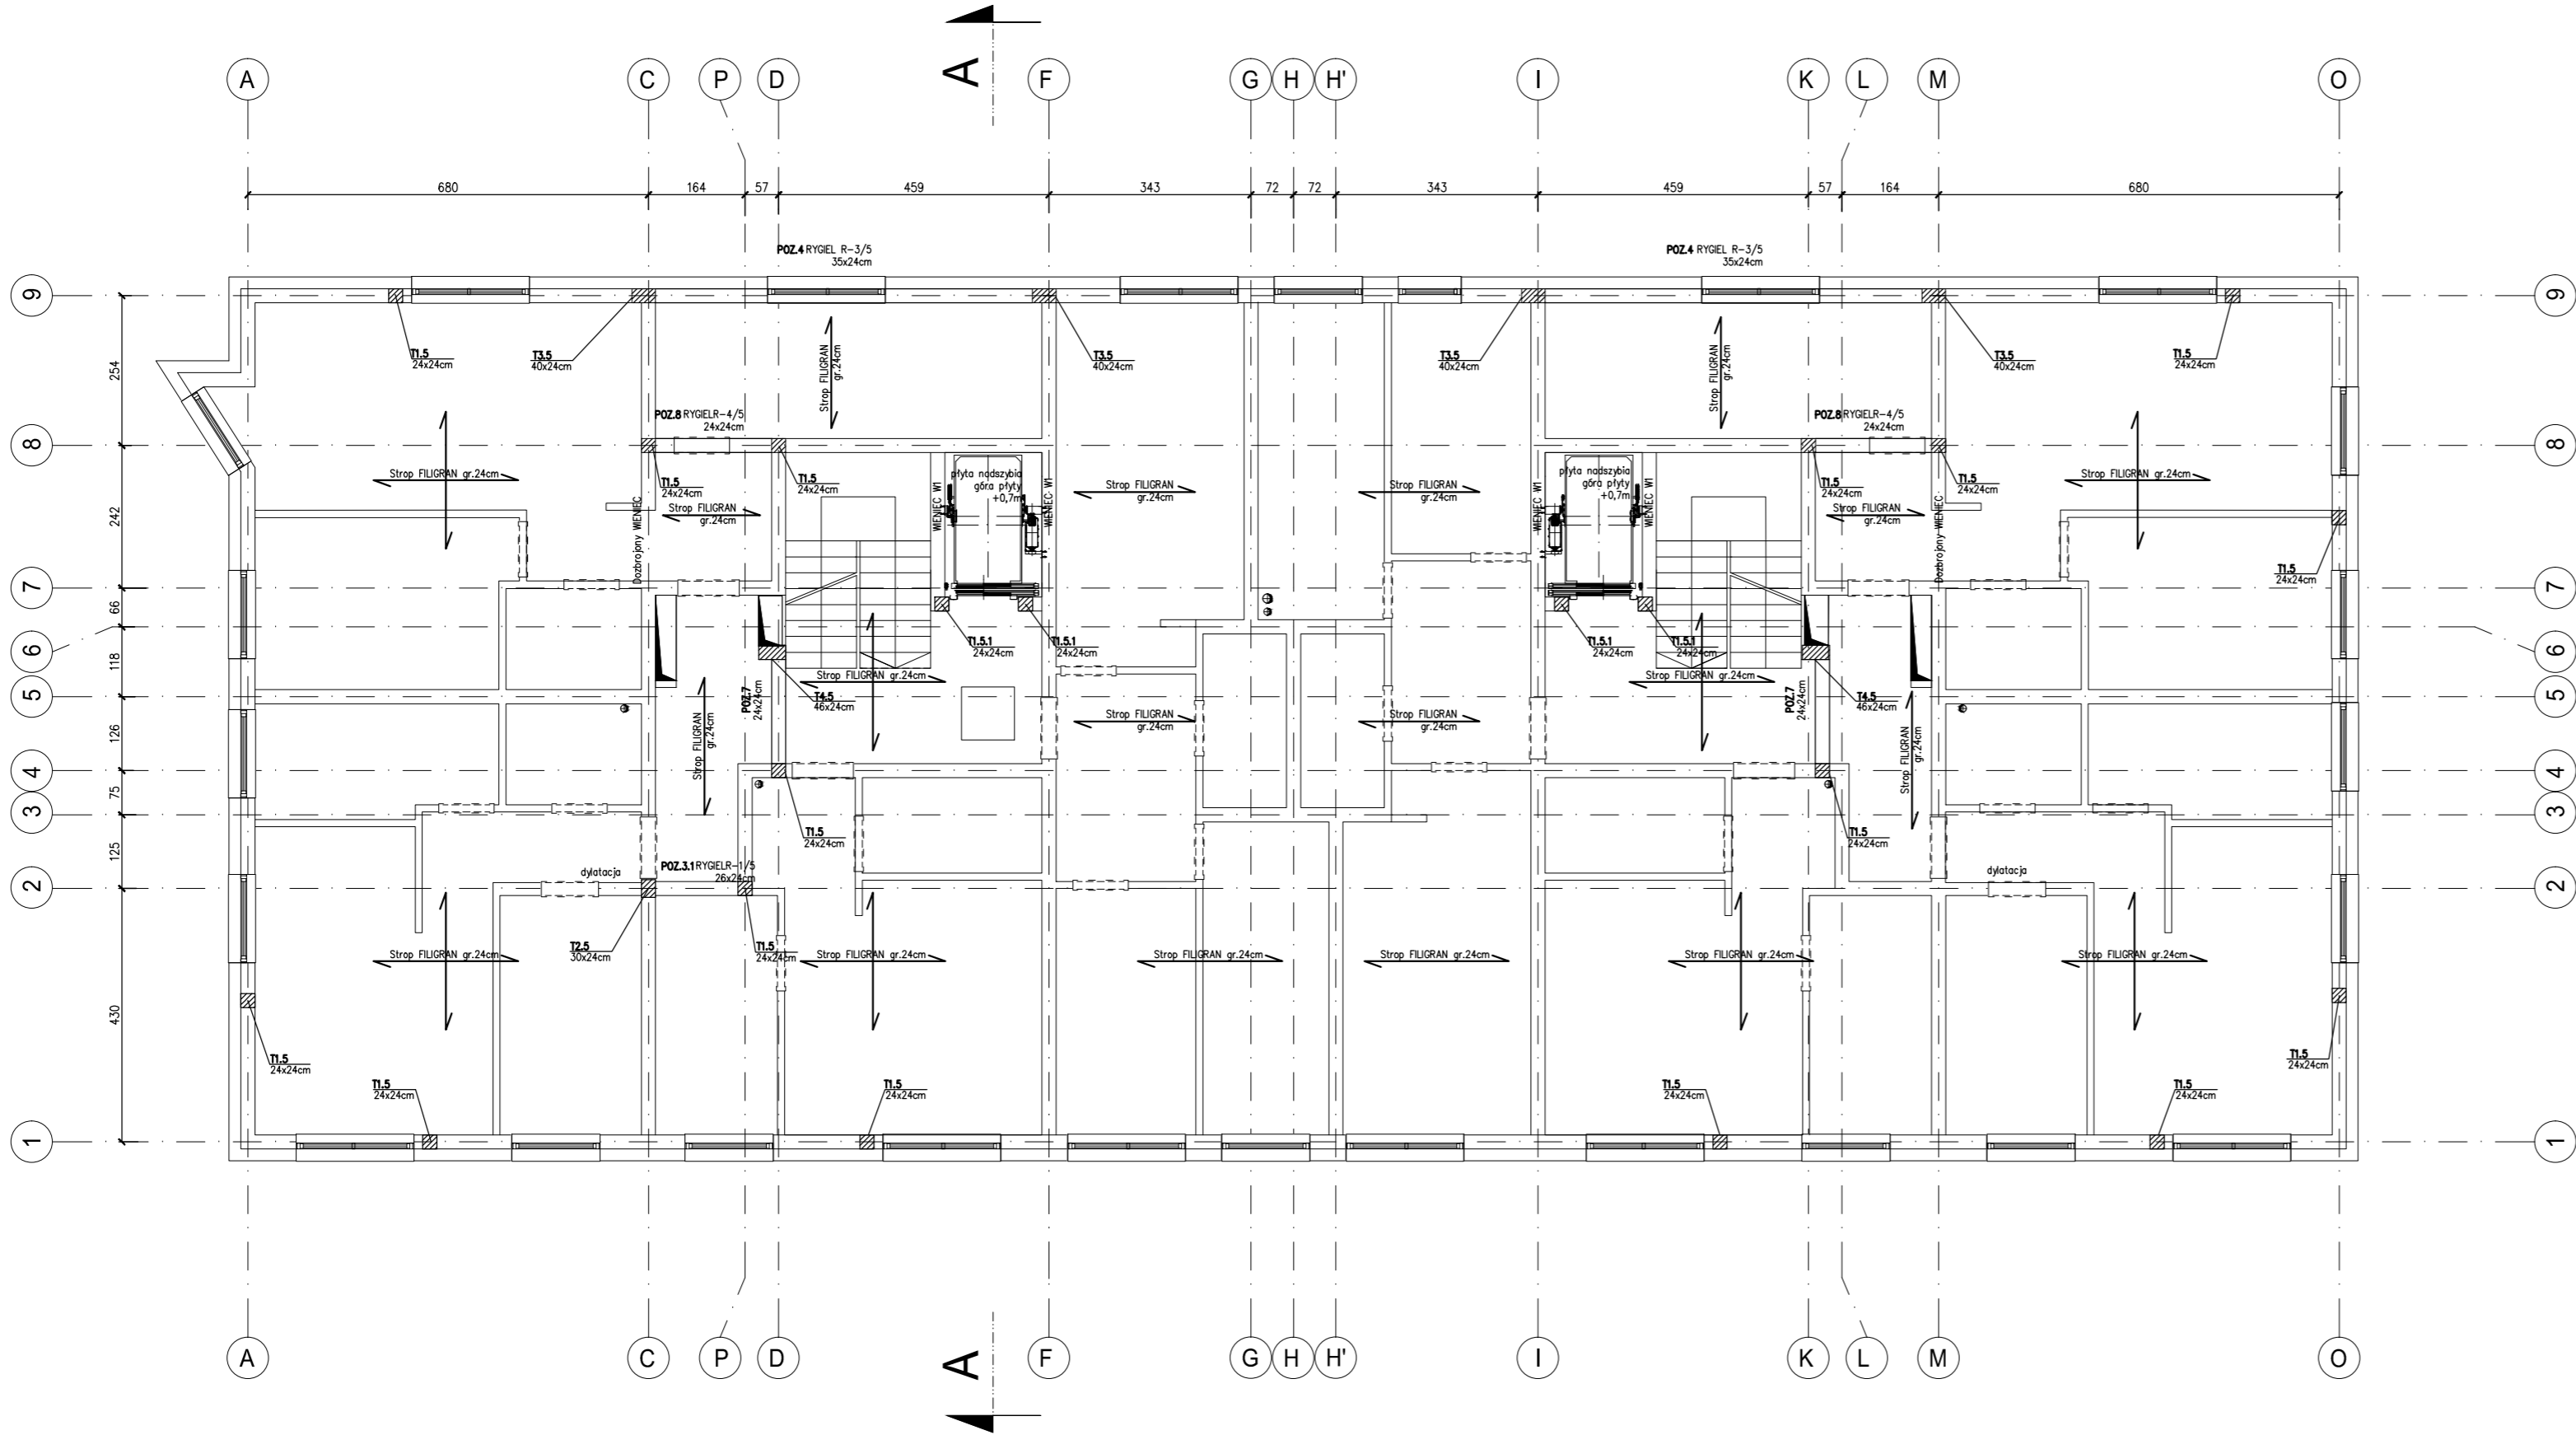 A
A C P D F G H H' I K L M O
680 164 57 459 343 72 72 343 459 57 164 680
POZ.4 RYGIEL R-3/5
35x24cm
POZ.4 RYGIEL R-3/5
35x24cm
9
9
T1.5
24x24cm
T3.5
40x24cm
Strop FILIGRAN
gr.24cm
T3.5
40x24cm
T3.5
40x24cm
Strop FILIGRAN
gr.24cm
T3.5
40x24cm
T1.5
24x24cm
254
POZ.8 RYGIELR-4/5
24x24cm
POZ.8 RYGIELR-4/5
24x24cm
8
8
Strop FILIGRAN gr.24cm
T1.5
24x24cm
T1.5
24x24cm
płyta nadszybia
góra płyty
+0,7m
Strop FILIGRAN
gr.24cm
Strop FILIGRAN
gr.24cm
płyta nadszybia
góra płyty
+0,7m
T1.5
24x24cm
T1.5
24x24cm
Strop FILIGRAN gr.24cm
242
Dozbrojony WIENIEC
Strop FILIGRAN
gr.24cm
WIENIEC W1
WIENIEC W1
WIENIEC W1
WIENIEC W1
Strop FILIGRAN
gr.24cm
Dozbrojony WIENIEC
T1.5
24x24cm
7
7
66
6
6
T1.5.1
24x24cm
T1.5.1
24x24cm
T1.5.1
24x24cm
T1.5.1
24x24cm
118
Strop FILIGRAN gr.24cm
Strop FILIGRAN gr.24cm
5
5
POZ.7
24x24cm
T4.5
46x24cm
POZ.7
24x24cm
T4.5
46x24cm
126
Strop FILIGRAN
gr.24cm
Strop FILIGRAN
gr.24cm
Strop FILIGRAN
gr.24cm
Strop FILIGRAN
gr.24cm
4
4
75
3
3
T1.5
24x24cm
T1.5
24x24cm
125
dylatacja
POZ.3.1 RYGIELR-1/5
26x24cm
dylatacja
2
2
T2.5
30x24cm
T1.5
24x24cm
Strop FILIGRAN gr.24cm
Strop FILIGRAN gr.24cm
Strop FILIGRAN gr.24cm
Strop FILIGRAN gr.24cm
Strop FILIGRAN gr.24cm
Strop FILIGRAN gr.24cm
430
T1.5
24x24cm
T1.5
24x24cm
T1.5
24x24cm
T1.5
24x24cm
T1.5
24x24cm
T1.5
24x24cm
1
1
A
A C P D F G H H' I K L M O